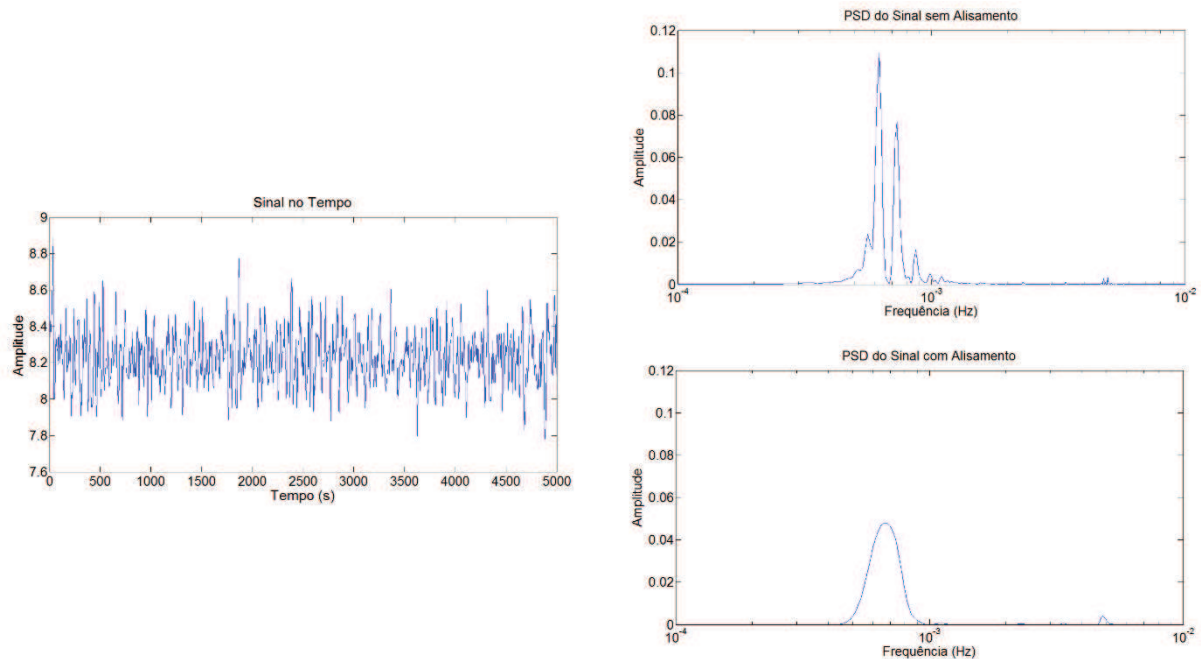 Sinal no Tempo
Amplitude
9
8.8
8.6
8.4
8.2
8
7.8
7.6
0 500 1000 1500 2000 2500 3000 3500 4000 4500 5000
Tempo (s)
PSD do Sinal sem Alisamento
Amplitude
0.12
0.1
0.08
0.06
0.04
0.02
0
10^-4 10^-3 10^-2
Frequência (Hz)
PSD do Sinal com Alisamento
Amplitude
0.12
0.1
0.08
0.06
0.04
0.02
0
10^-4 10^-3 10^-2
Frequência (Hz)